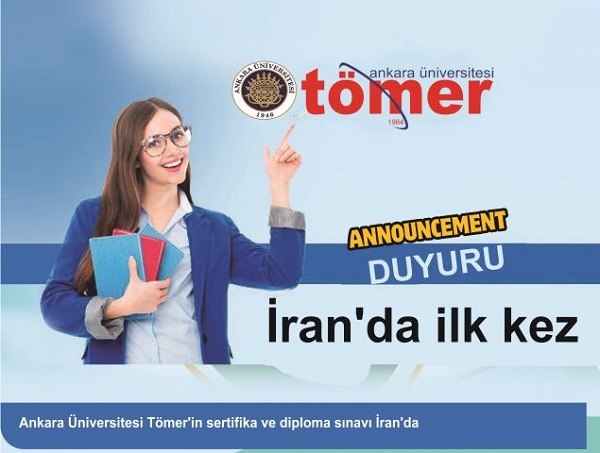 ANKARA ÜNİVERSİTESİ
1946
ankara üniversitesi
tömer
1984
ANNOUNCEMENT
DUYURU
İran'da ilk kez
Ankara Üniversitesi Tömer'in sertifika ve diploma sınavı İran'da